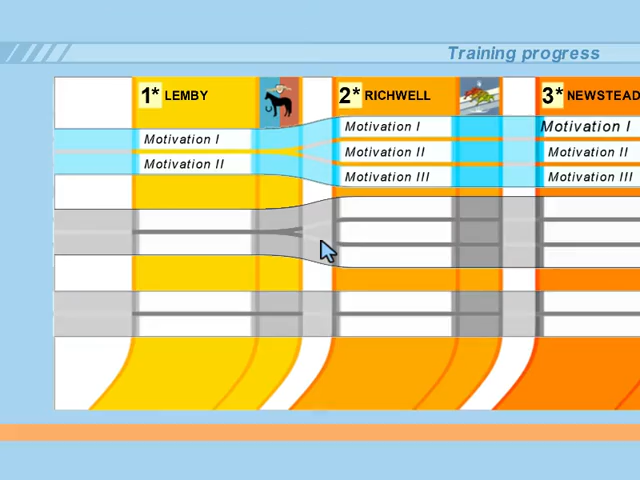 Training progress
1* LEMBY
2* RICHWELL
3* NEWSTEAD
Motivation I
Motivation II
Motivation I
Motivation II
Motivation III
Motivation I
Motivation II
Motivation III